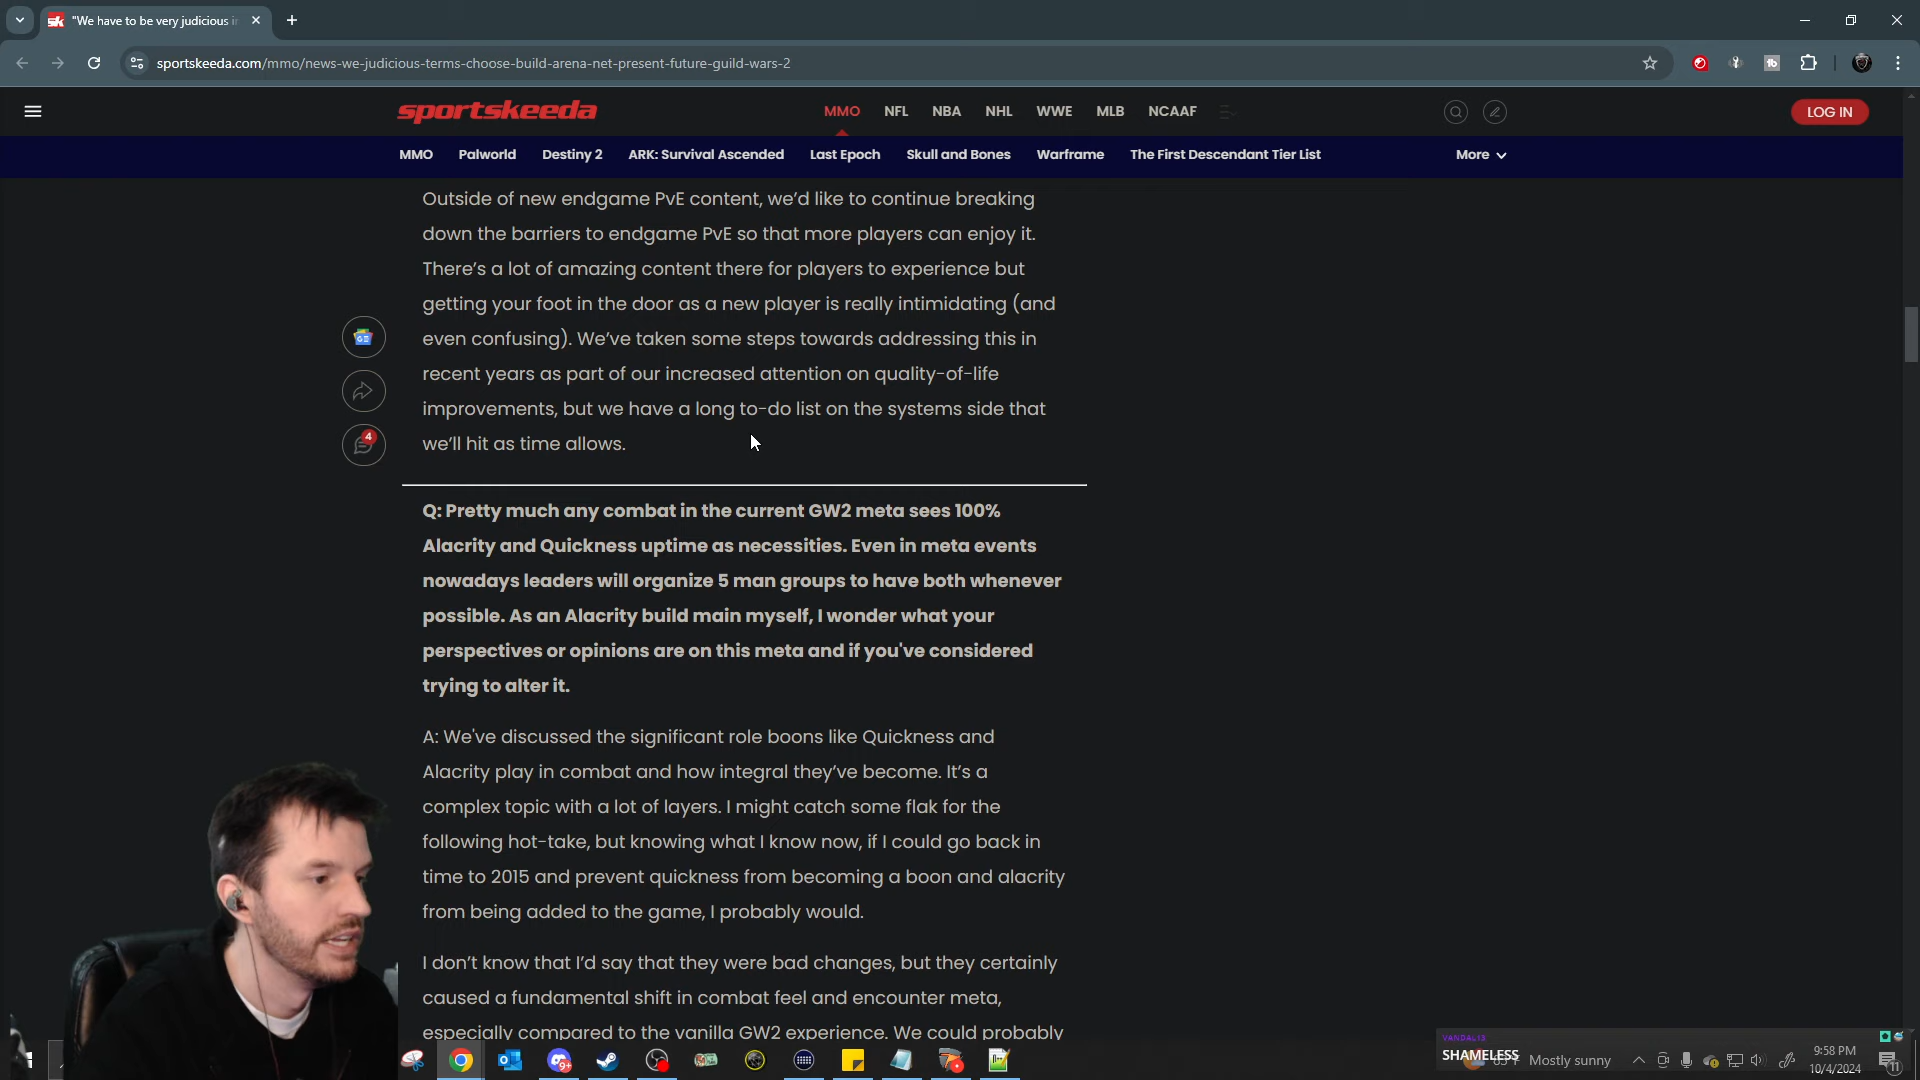 "We have to be very judicious i
sportskeeda.com/mmo/news-we-judicious-terms-choose-build-arena-net-present-future-guild-wars-2
sportskeeda
MMO NFL NBA NHL WWE MLB NCAAF
LOG IN
MMO Palworld Destiny 2 ARK: Survival Ascended Last Epoch Skull and Bones Warframe The First Descendant Tier List More
Outside of new endgame PvE content, we'd like to continue breaking
down the barriers to endgame PvE so that more players can enjoy it.
There's a lot of amazing content there for players to experience but
getting your foot in the door as a new player is really intimidating (and
even confusing). We've taken some steps towards addressing this in
recent years as part of our increased attention on quality-of-life
improvements, but we have a long to-do list on the systems side that
we'll hit as time allows.
4
Q: Pretty much any combat in the current GW2 meta sees 100%
Alacrity and Quickness uptime as necessities. Even in meta events
nowadays leaders will organize 5 man groups to have both whenever
possible. As an Alacrity build main myself, I wonder what your
perspectives or opinions are on this meta and if you've considered
trying to alter it.
A: We've discussed the significant role boons like Quickness and
Alacrity play in combat and how integral they've become. It's a
complex topic with a lot of layers. I might catch some flak for the
following hot-take, but knowing what I know now, if I could go back in
time to 2015 and prevent quickness from becoming a boon and alacrity
from being added to the game, I probably would.
I don't know that I'd say that they were bad changes, but they certainly
caused a fundamental shift in combat feel and encounter meta,
especially compared to the vanilla GW2 experience. We could probably
SHAMELESS
Mostly sunny
9:58 PM
10/4/2024
11